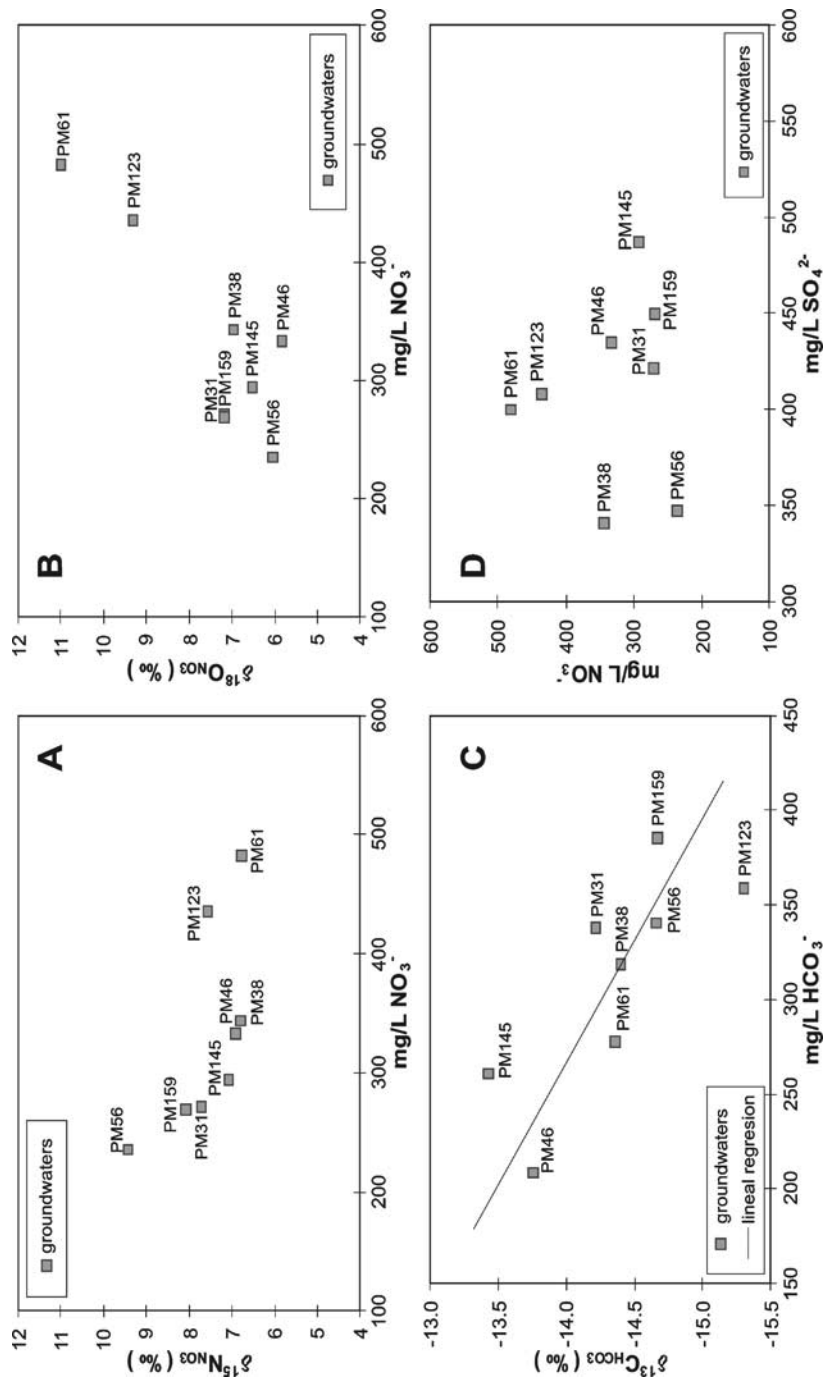 A
12
11
10
9
8
7
6
5
4
δ15NNO3 ( ‰ )
groundwaters
PM56
PM159
PM31
PM145
PM46
PM38
PM123
PM61
100
200
300
400
500
600
mg/L NO3-
B
12
11
10
9
8
7
6
5
4
δ18ONO3 ( ‰ )
PM61
PM123
PM38
PM31
PM159
PM145
PM46
PM56
groundwaters
100
200
300
400
500
600
mg/L NO3-
C
-13.0
-13.5
-14.0
-14.5
-15.0
-15.5
δ13CHCO3 ( ‰ )
PM145
PM46
PM31
PM61
PM38
PM56
PM159
PM123
groundwaters
lineal regresion
150
200
250
300
350
400
450
mg/L HCO3-
D
600
500
400
300
200
100
mg/L NO3-
PM61
PM123
PM38
PM46
PM145
PM31
PM159
PM56
groundwaters
300
350
400
450
500
550
600
mg/L SO42-